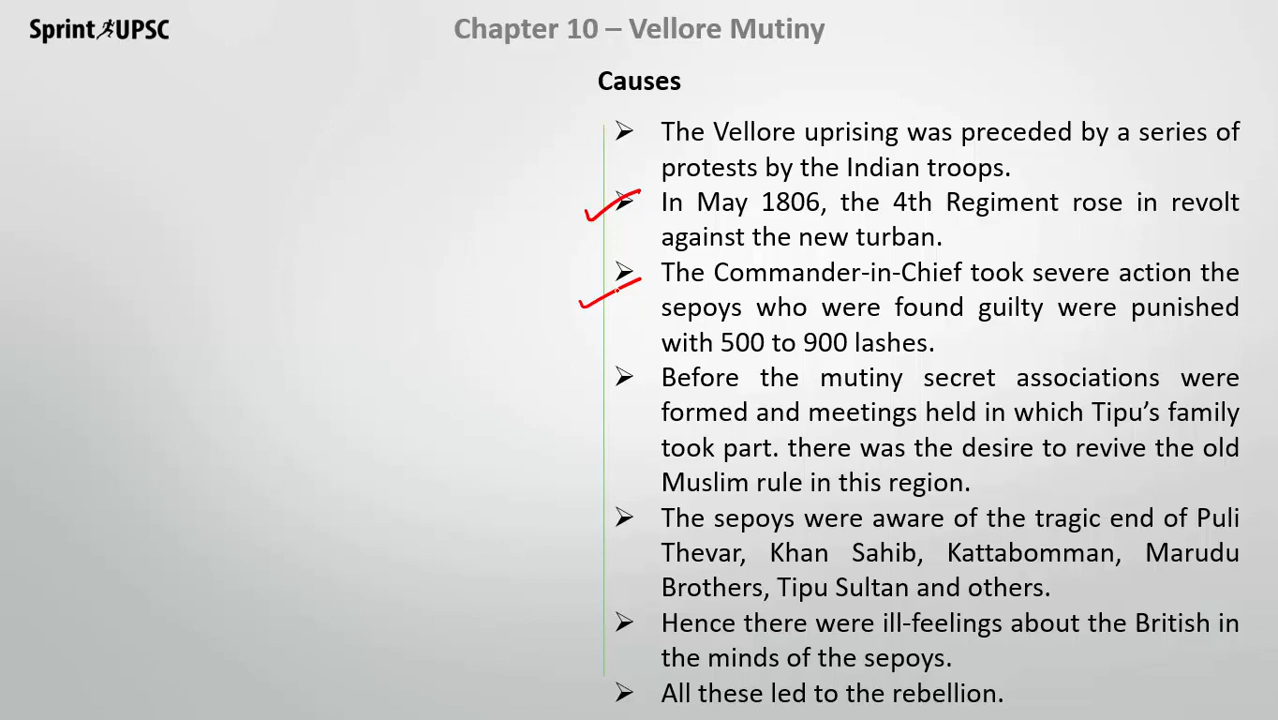 Sprint UPSC
Chapter 10 – Vellore Mutiny
Causes
The Vellore uprising was preceded by a series of
protests by the Indian troops.
In May 1806, the 4th Regiment rose in revolt
against the new turban.
The Commander-in-Chief took severe action the
sepoys who were found guilty were punished
with 500 to 900 lashes.
Before the mutiny secret associations were
formed and meetings held in which Tipu’s family
took part. there was the desire to revive the old
Muslim rule in this region.
The sepoys were aware of the tragic end of Puli
Thevar, Khan Sahib, Kattabomman, Marudu
Brothers, Tipu Sultan and others.
Hence there were ill-feelings about the British in
the minds of the sepoys.
All these led to the rebellion.